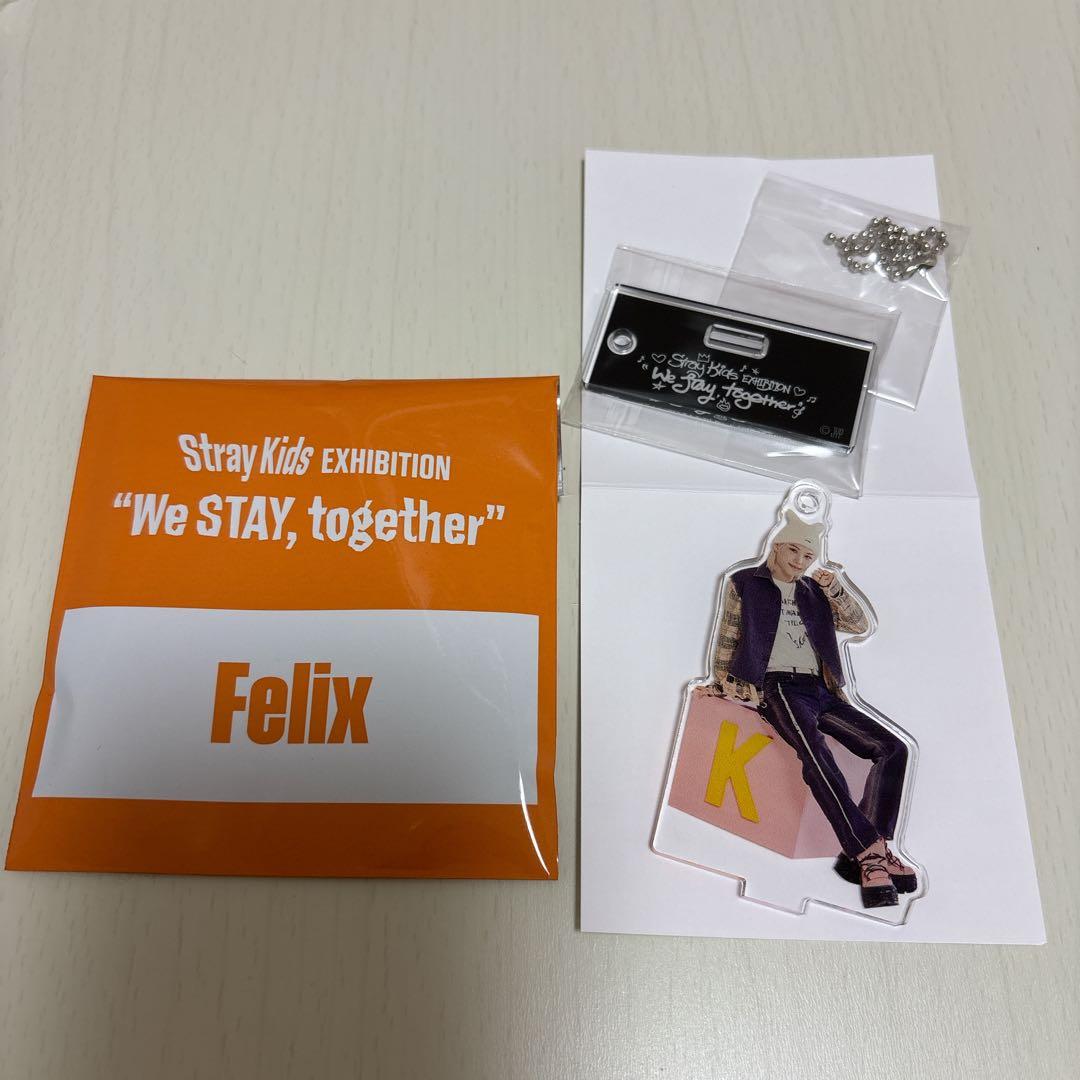 Stray Kids EXHIBITION
"We STAY, together"
Felix
Stray Kids EXHIBITION
"We Stay, together"
K